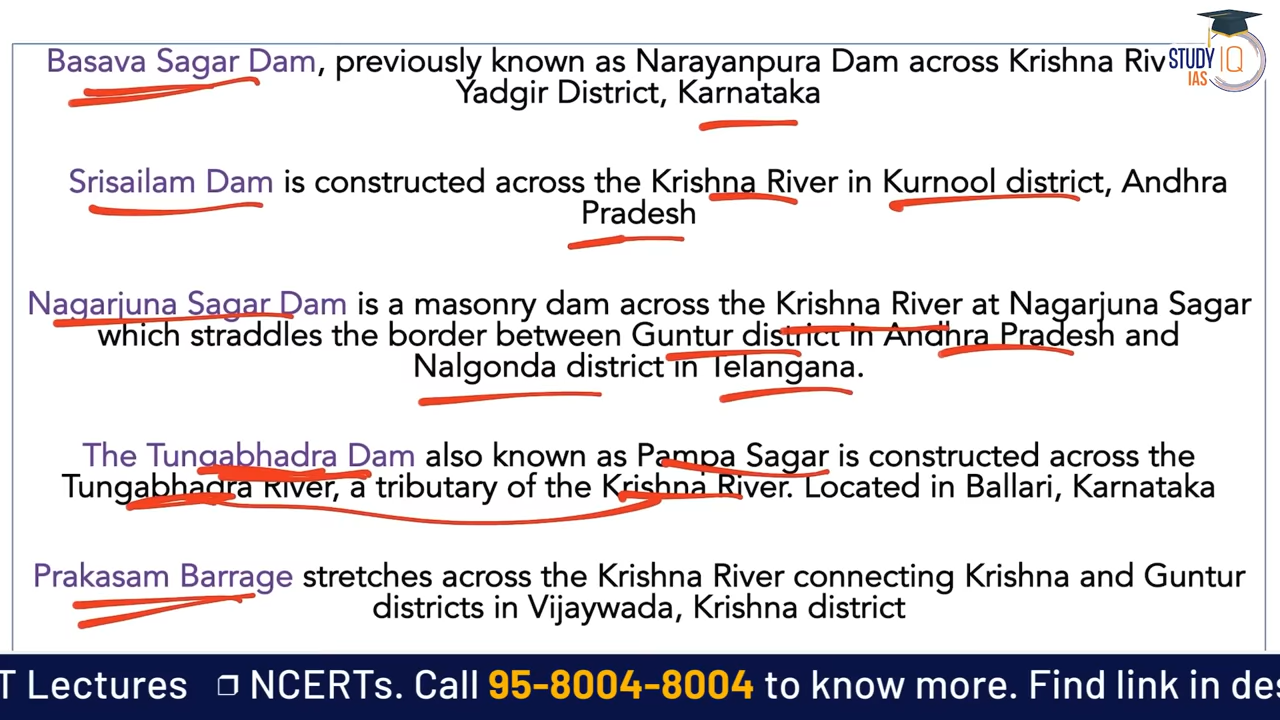 Basava Sagar Dam, previously known as Narayanpura Dam across Krishna Riv
STUDY IQ
IAS
Yadgir District, Karnataka
Srisailam Dam is constructed across the Krishna River in Kurnool district, Andhra
Pradesh
Nagarjuna Sagar Dam is a masonry dam across the Krishna River at Nagarjuna Sagar
which straddles the border between Guntur district in Andhra Pradesh and
Nalgonda district in Telangana.
The Tungabhadra Dam also known as Pampa Sagar is constructed across the
Tungabhadra River, a tributary of the Krishna River. Located in Ballari, Karnataka
Prakasam Barrage stretches across the Krishna River connecting Krishna and Guntur
districts in Vijaywada, Krishna district
T Lectures ❒ NCERTs. Call 95-8004-8004 to know more. Find link in des